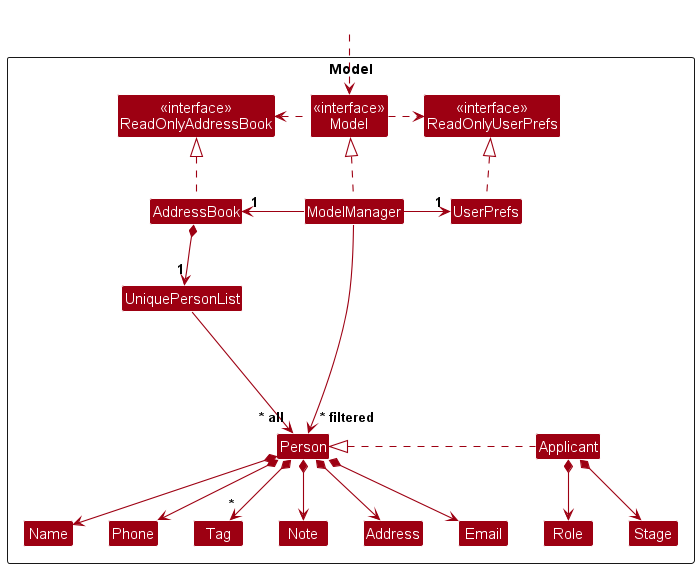 Model
«interface»
ReadOnlyAddressBook
«interface»
Model
«interface»
ReadOnlyUserPrefs
AddressBook
1
ModelManager
1
UserPrefs
1
UniquePersonList
* all
* filtered
Person
Applicant
*
Name
Phone
Tag
Note
Address
Email
Role
Stage